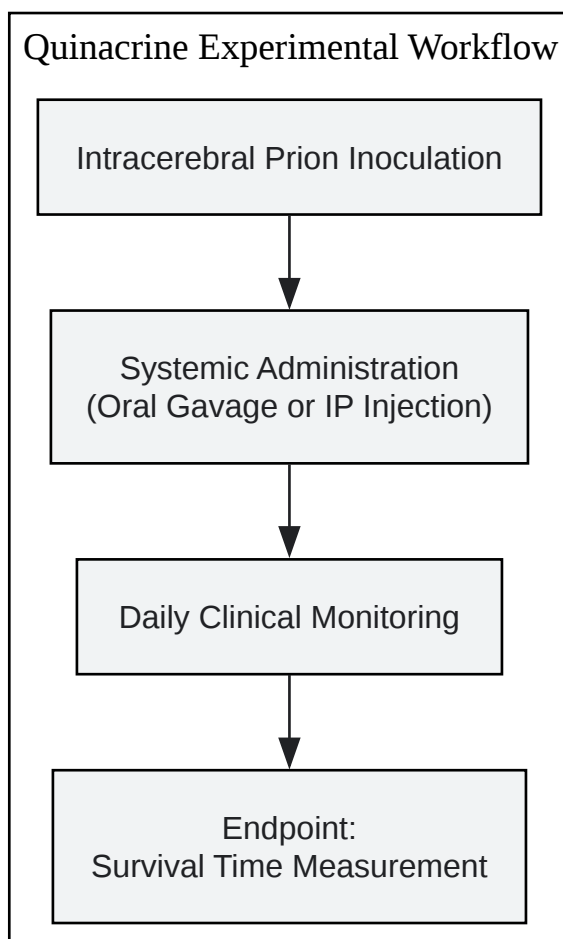 Quinacrine Experimental Workflow
Intracerebral Prion Inoculation
Systemic Administration
(Oral Gavage or IP Injection)
Daily Clinical Monitoring
Endpoint:
Survival Time Measurement